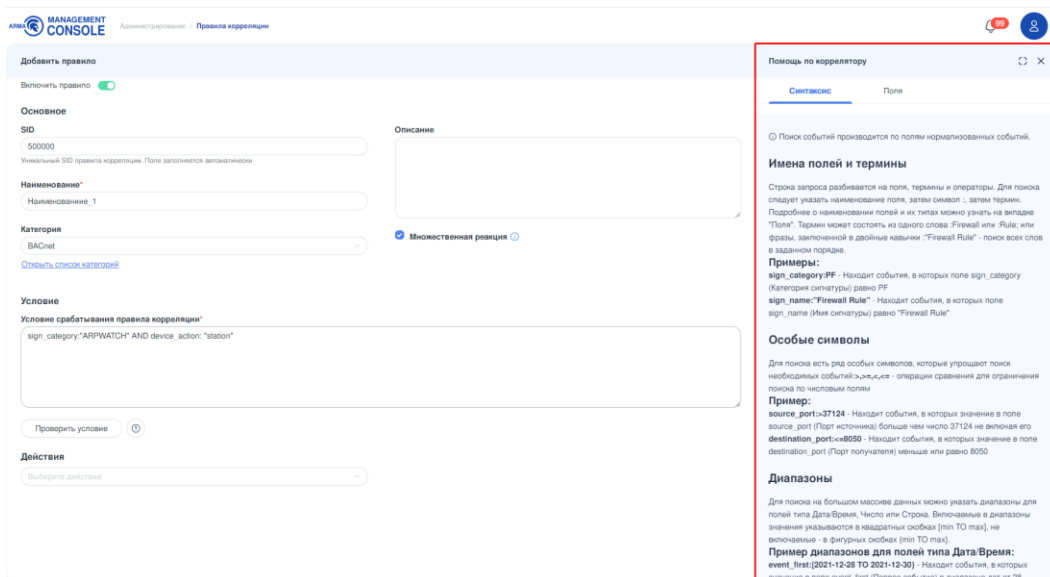 ARMA MANAGEMENT CONSOLE
Администрирование / Правила корреляции
99
Добавить правило
Включить правило
Основное
SID
500000
Уникальный SID правила корреляции. Поле заполняется автоматически
Наименование*
Наименованиие_1
Категория
BACnet
Открыть список категорий
Описание
Множественная реакция
Условие
Условие срабатывания правила корреляции*
sign_category:"ARPWATCH" AND device_action: "station"
Проверить условие
Действия
Выберите действие
Помощь по коррелятору
Синтаксис Поля
Поиск событий производится по полям нормализованных событий.
Имена полей и термины
Строка запроса разбивается на поля, термины и операторы. Для поиска
следует указать наименование поля, затем символ :, затем термин.
Подробнее о наименовании полей и их типах можно узнать на вкладке
"Поля". Термин может состоять из одного слова :Firewall или :Rule; или
фразы, заключенной в двойные кавычки :"Firewall Rule" - поиск всех слов
в заданном порядке.
Примеры:
sign_category:PF - Находит события, в которых поле sign_category
(Категория сигнатуры) равно PF
sign_name:"Firewall Rule" - Находит события, в которых поле
sign_name (Имя сигнатуры) равно "Firewall Rule"
Особые символы
Для поиска есть ряд особых символов, которые упрощают поиск
необходимых событий:>,>=,<,<= - операции сравнения для ограничения
поиска по числовым полям
Пример:
source_port:>37124 - Находит события, в которых значение в поле
source_port (Порт источника) больше чем число 37124 не включая его
destination_port:<=8050 - Находит события, в которых значение в поле
destination_port (Порт получателя) меньше или равно 8050
Диапазоны
Для поиска на большом массиве данных можно указать диапазоны для
полей типа Дата/Время, Число или Строка. Включаемые в диапазоны
значения указываются в квадратных скобках [min TO max], не
включаемые - в фигурных скобках {min TO max}.
Пример диапазонов для полей типа Дата/Время:
event_first:[2021-12-28 TO 2021-12-30} - Находит события, в которых
значение в поле event_first (Первое событие) в диапазоне дат от 28